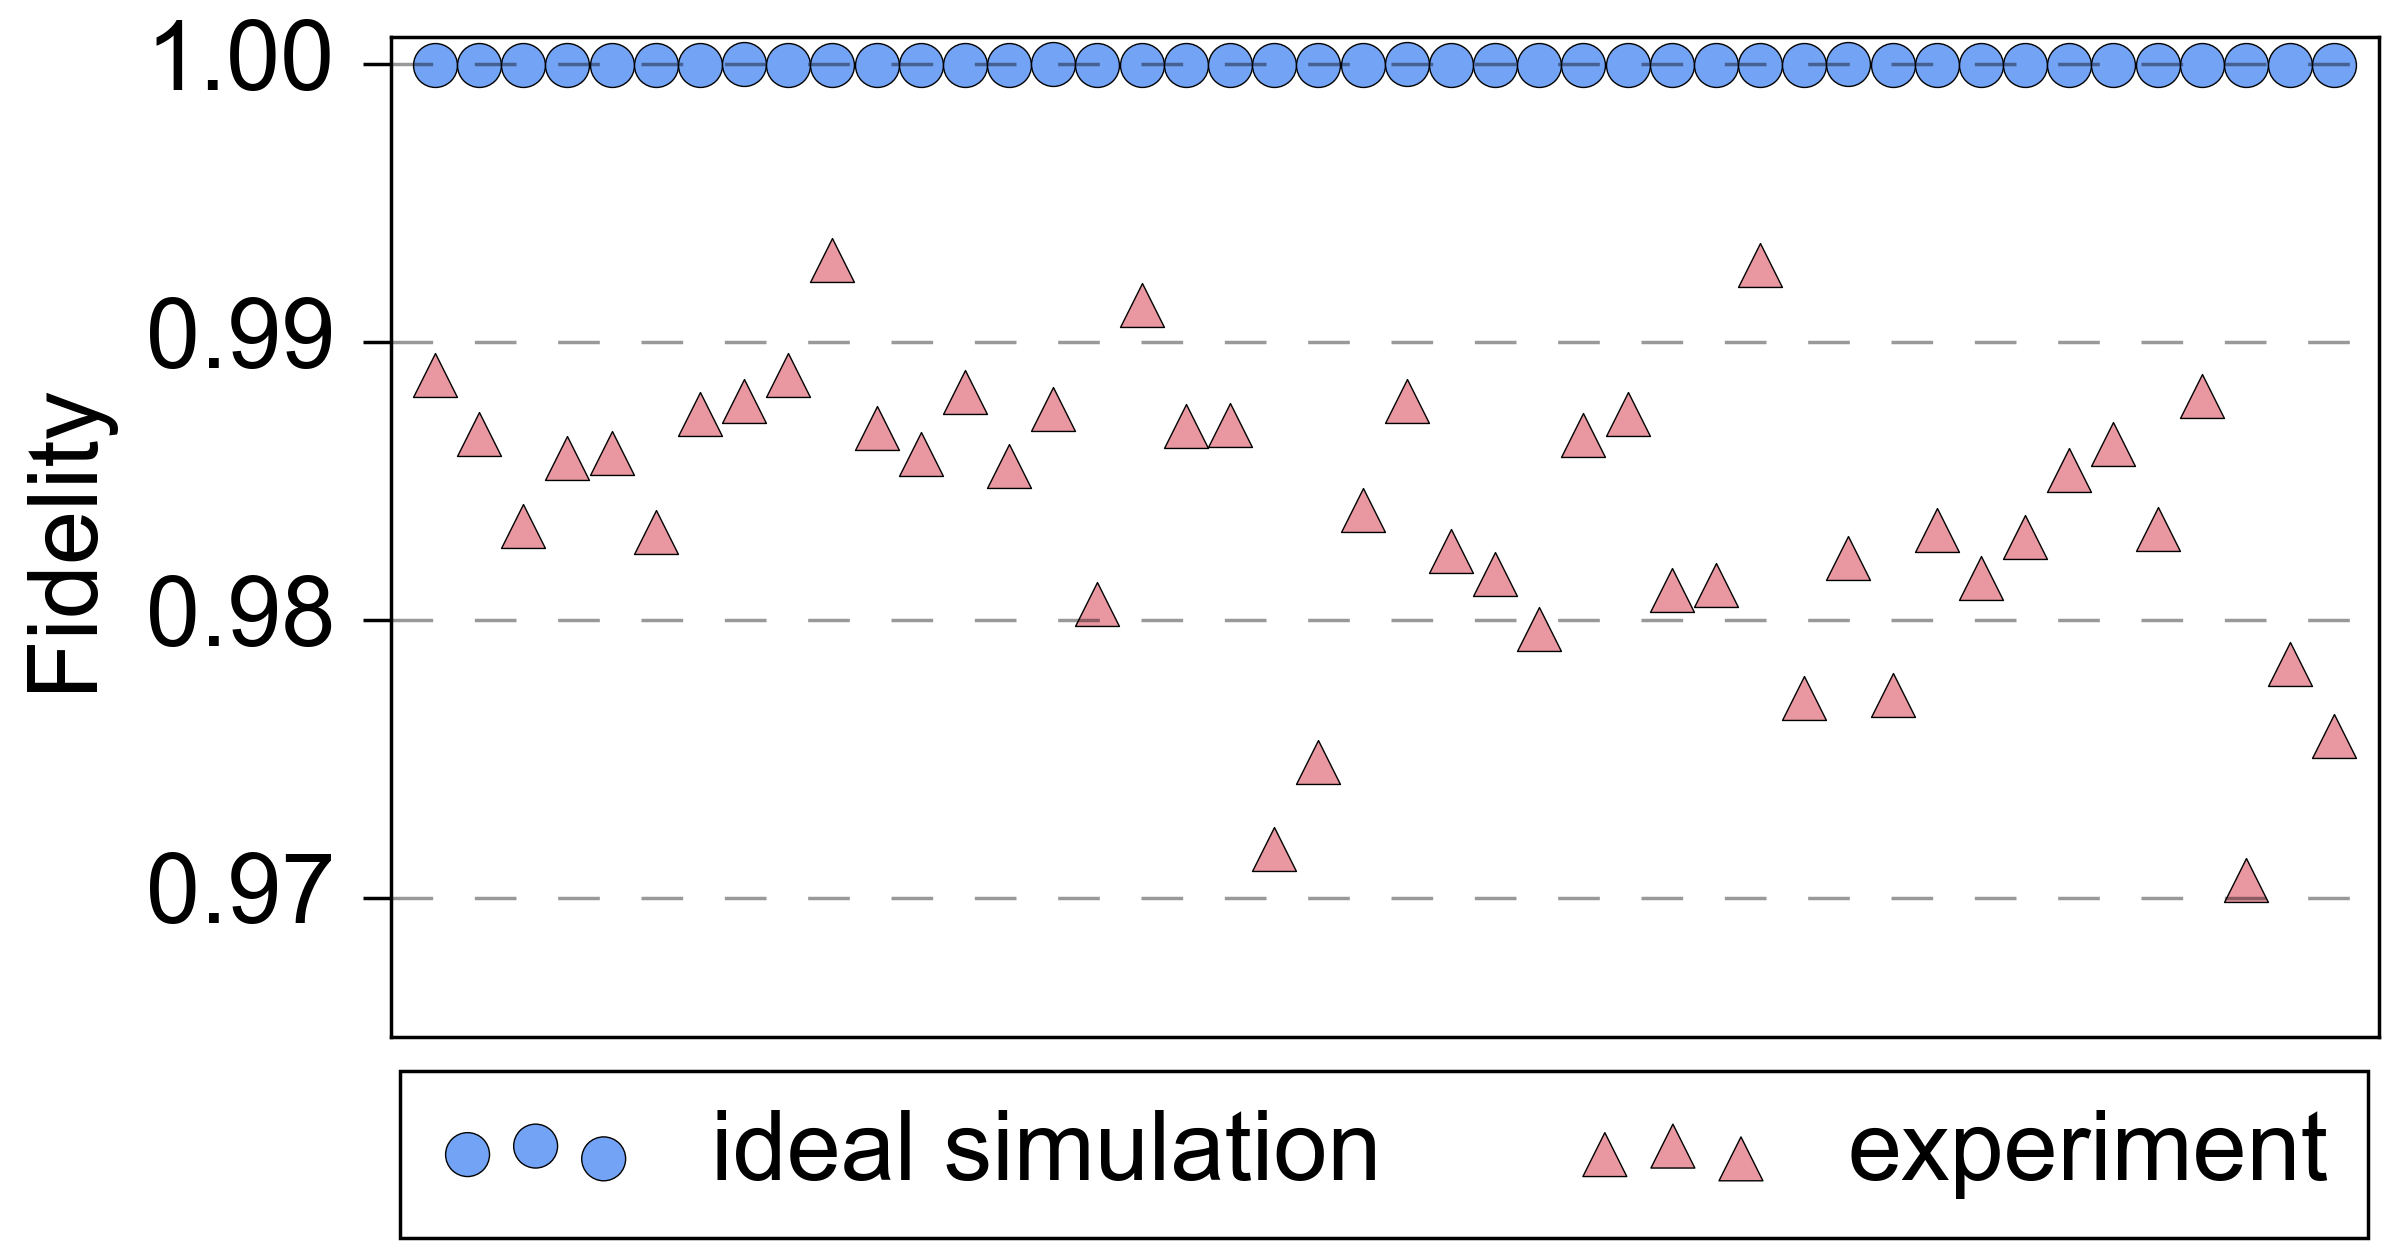 1.00
0.99
0.98
0.97
Fidelity
ideal simulation
experiment